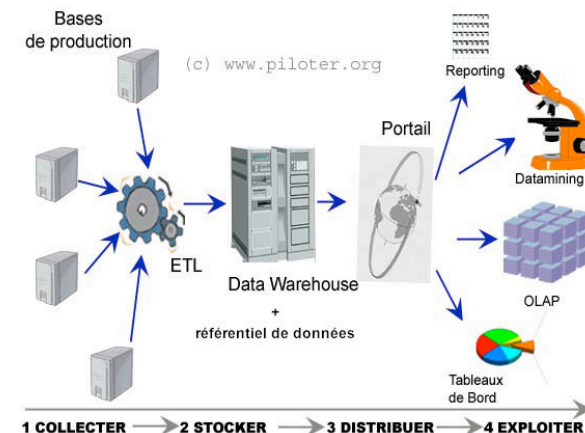 Bases
de production
(c) www.piloter.org
Reporting
Portail
Datamining
ETL
Data Warehouse
+
référentiel de données
OLAP
Tableaux
de Bord
1 COLLECTER
2 STOCKER
3 DISTRIBUER
4 EXPLOITER